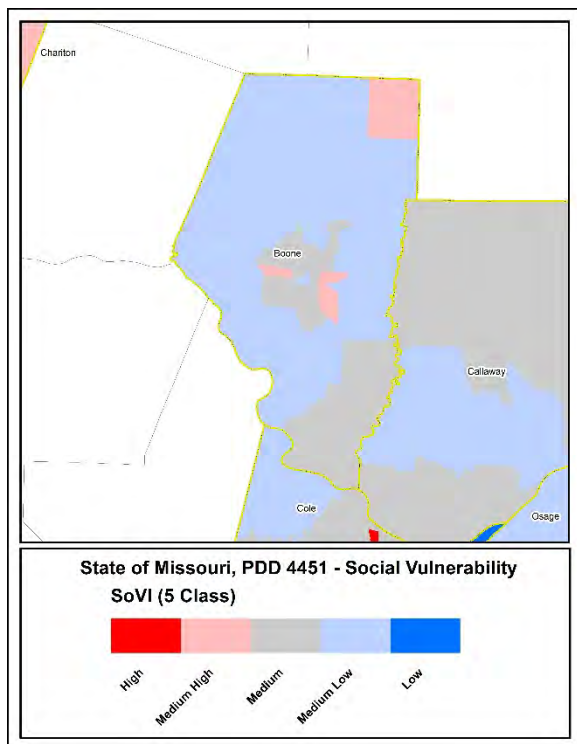 Chariton
Boone
Callaway
Cole
Osage
State of Missouri, PDD 4451 - Social Vulnerability
SoVI (5 Class)
High
Medium High
Medium
Medium Low
Low